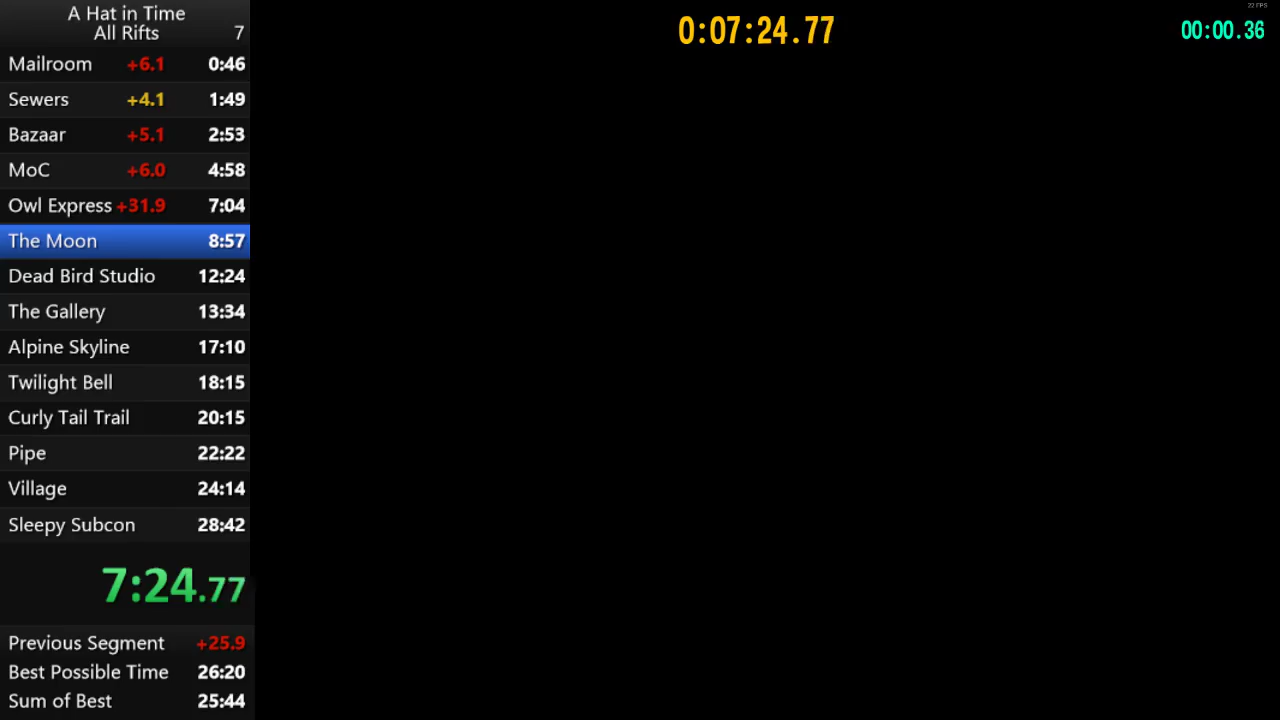 A Hat in Time
All Rifts 7
Mailroom +6.1 0:46
Sewers +4.1 1:49
Bazaar +5.1 2:53
MoC +6.0 4:58
Owl Express +31.9 7:04
The Moon 8:57
Dead Bird Studio 12:24
The Gallery 13:34
Alpine Skyline 17:10
Twilight Bell 18:15
Curly Tail Trail 20:15
Pipe 22:22
Village 24:14
Sleepy Subcon 28:42
7:24.77
Previous Segment +25.9
Best Possible Time 26:20
Sum of Best 25:44
0:07:24.77
22 FPS
00:00.36